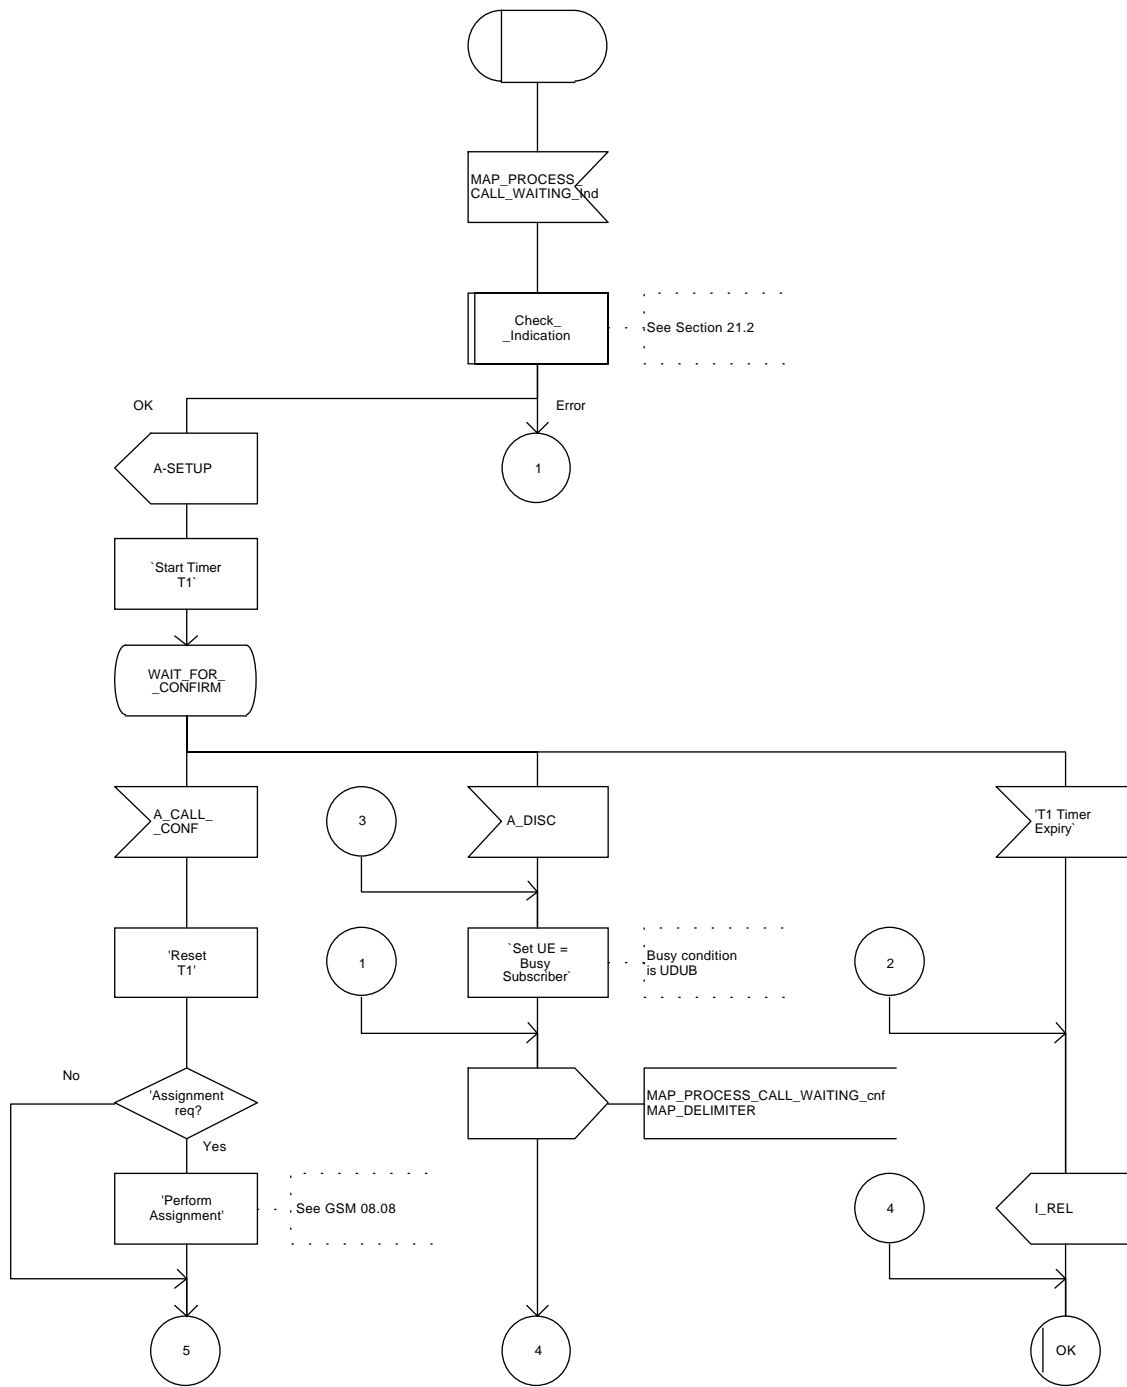 MAP_PROCESS_
CALL_WAITING_Ind
Check_
_Indication
See Section 21.2
OK
Error
A-SETUP
1
`Start Timer
T1`
WAIT_FOR_
_CONFIRM
A_CALL_
_CONF
3
A_DISC
'T1 Timer
Expiry`
'Reset
T1'
1
`Set UE =
Busy
Subscriber`
Busy condition
is UDUB
2
No
'Assignment
req?
MAP_PROCESS_CALL_WAITING_cnf
MAP_DELIMITER
Yes
'Perform
Assignment'
See GSM 08.08
4
I_REL
5
4
OK